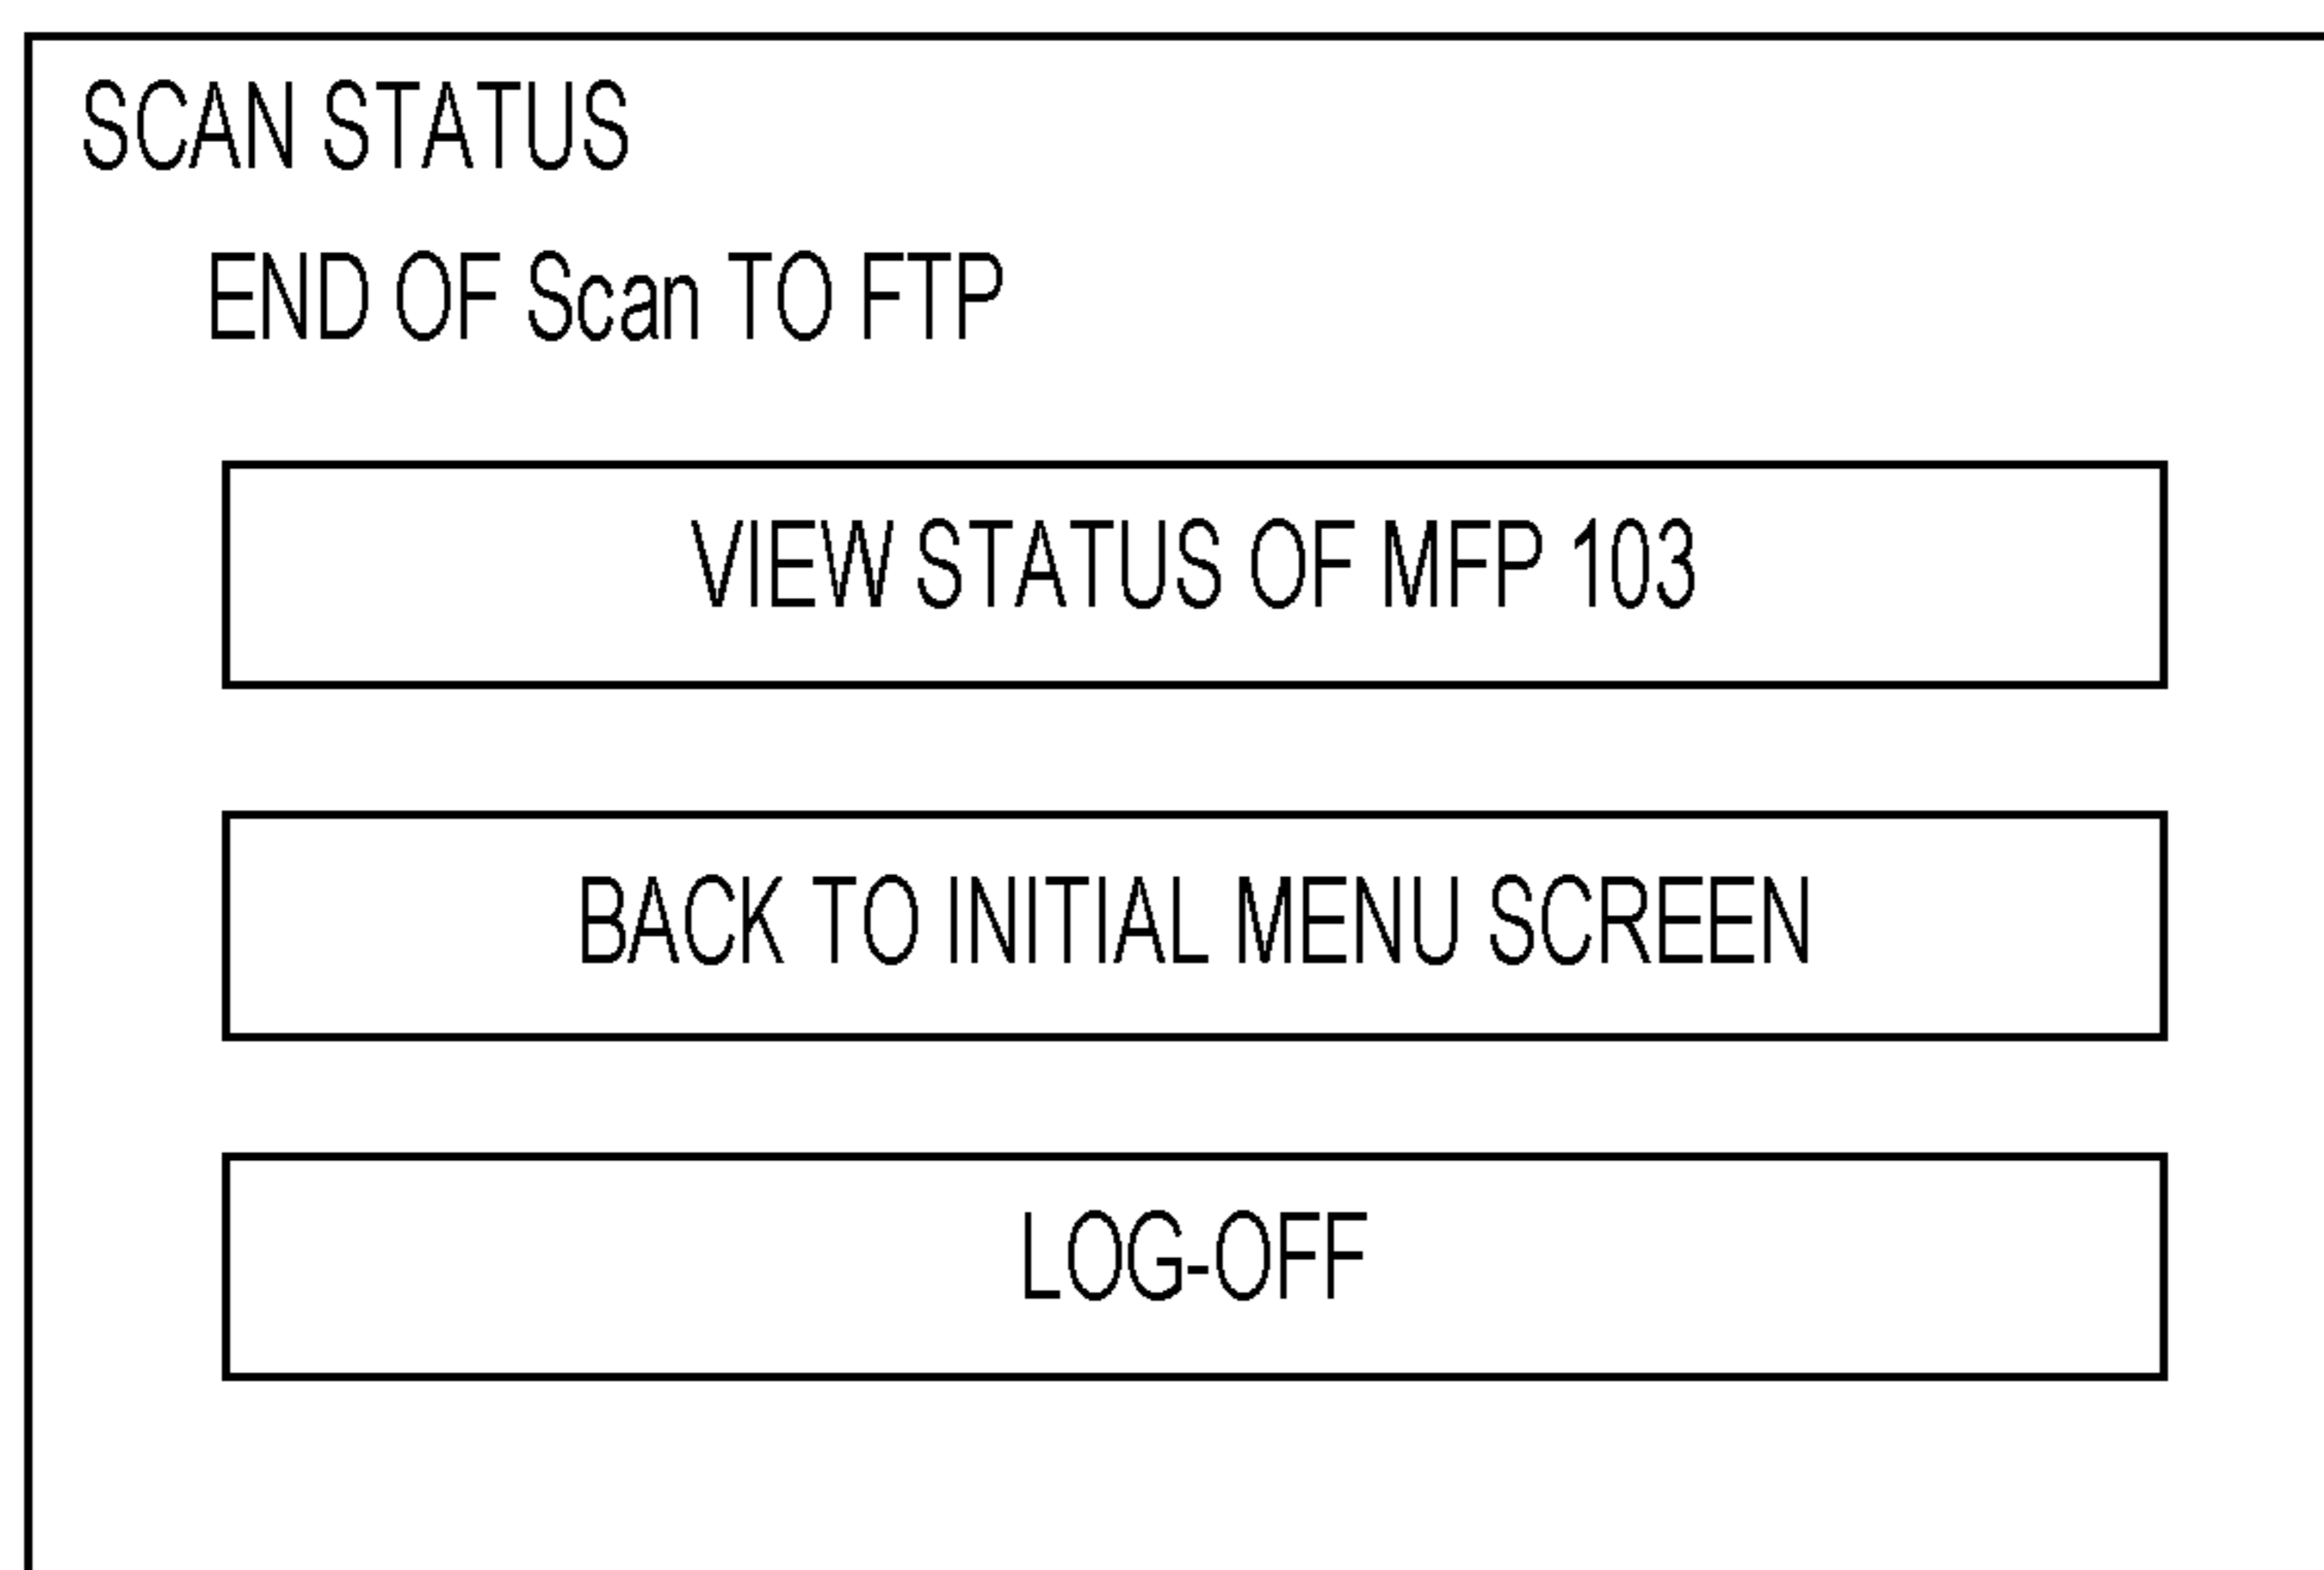 SCAN STATUS
END OF Scan TO FTP
VIEW STATUS OF MFP 103
BACK TO INITIAL MENU SCREEN
LOG-OFF